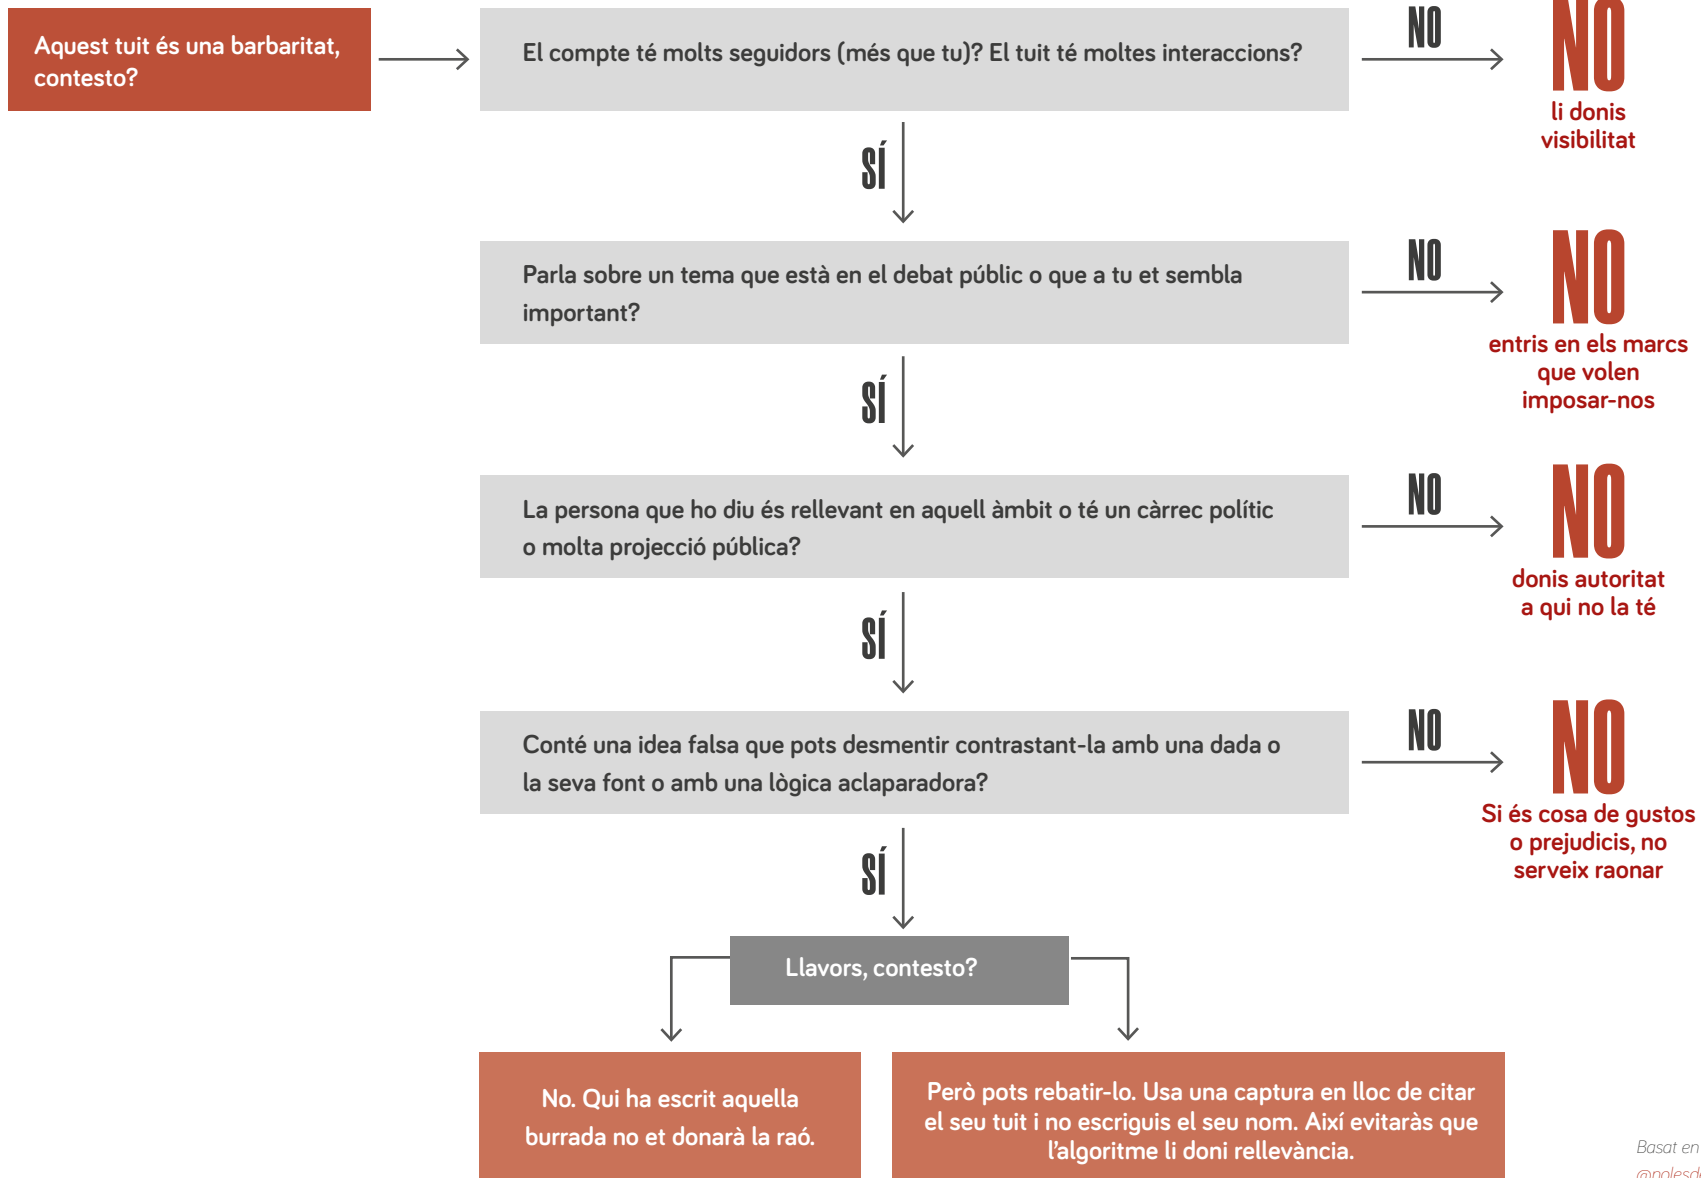 Aquest tuit és una barbaritat,
contesto?
El compte té molts seguidors (més que tu)? El tuit té moltes interaccions?
NO
NO
li donis
visibilitat
SÍ
Parla sobre un tema que està en el debat públic o que a tu et sembla
important?
NO
NO
entris en els marcs
que volen
imposar-nos
SÍ
La persona que ho diu és rellevant en aquell àmbit o té un càrrec polític
o molta projecció pública?
NO
NO
donis autoritat
a qui no la té
SÍ
Conté una idea falsa que pots desmentir contrastant-la amb una dada o
la seva font o amb una lògica aclaparadora?
NO
NO
Si és cosa de gustos
o prejudicis, no
serveix raonar
SÍ
Llavors, contesto?
No. Qui ha escrit aquella
burrada no et donarà la raó.
Però pots rebatir-lo. Usa una captura en lloc de citar
el seu tuit i no escriguis el seu nom. Així evitaràs que
l'algoritme li doni rellevància.
Basat en